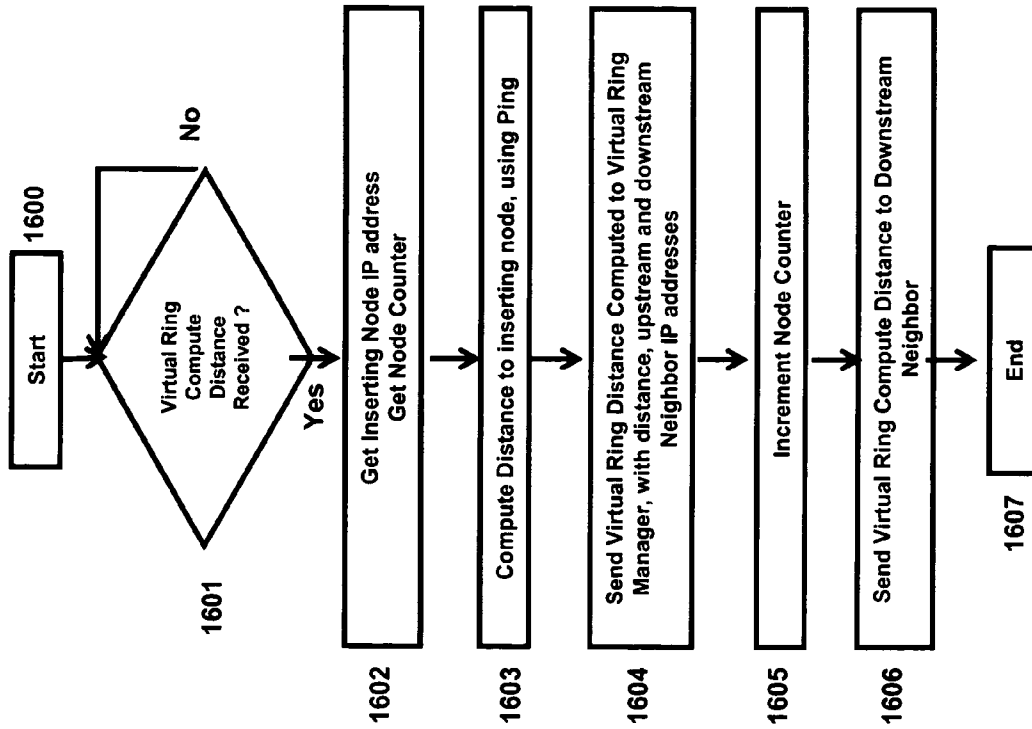 Start
1600
Virtual Ring
Compute
Distance
Received ?
No
Yes
1601
Get Inserting Node IP address
Get Node Counter
1602
Compute Distance to inserting node, using Ping
1603
Send Virtual Ring Distance Computed to Virtual Ring
Manager, with distance, upstream and downstream
Neighbor IP addresses
1604
Increment Node Counter
1605
Send Virtual Ring Compute Distance to Downstream
Neighbor
1606
End
1607